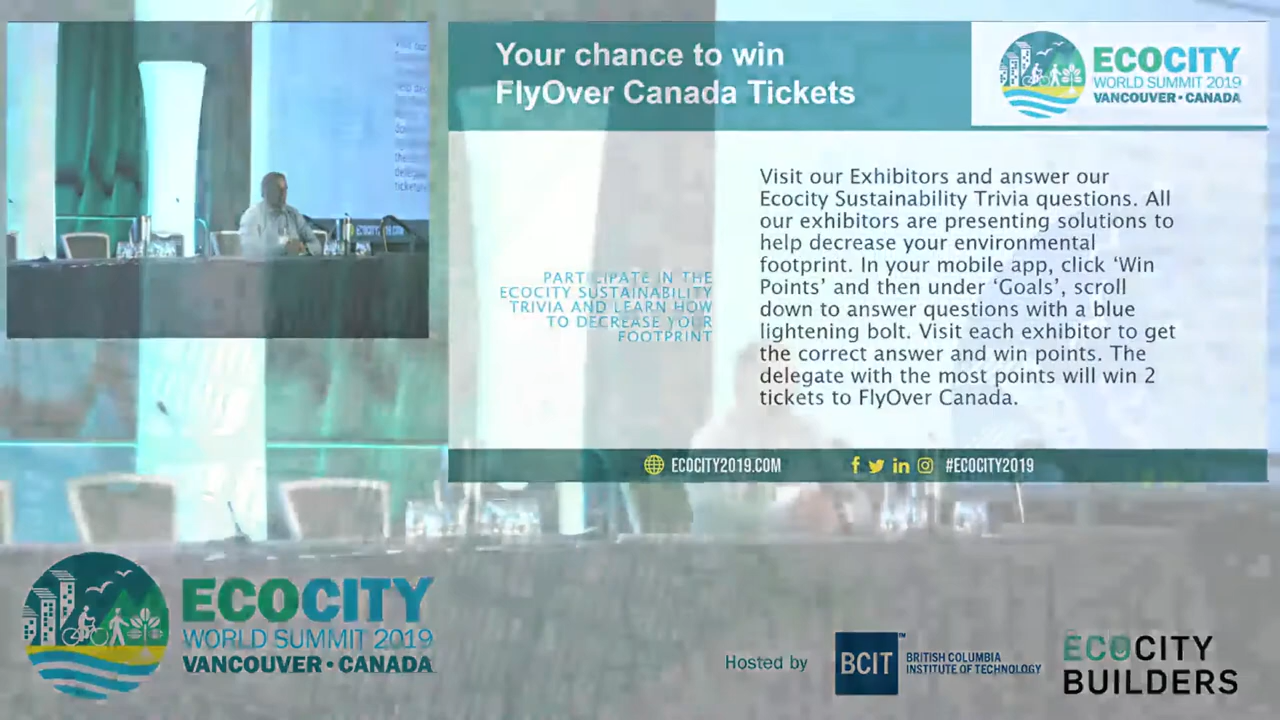 Your chance to win
FlyOver Canada Tickets
ECOCITY
WORLD SUMMIT 2019
VANCOUVER • CANADA
PARTICIPATE IN THE
ECOCITY SUSTAINABILITY
TRIVIA AND LEARN HOW
TO DECREASE YOUR
FOOTPRINT
Visit our Exhibitors and answer our
Ecocity Sustainability Trivia questions. All
our exhibitors are presenting solutions to
help decrease your environmental
footprint. In your mobile app, click ‘Win
Points’ and then under ‘Goals’, scroll
down to answer questions with a blue
lightening bolt. Visit each exhibitor to get
the correct answer and win points. The
delegate with the most points will win 2
tickets to FlyOver Canada.
ECOCITY2019.COM
#ECOCITY2019
ECOCITY
WORLD SUMMIT 2019
VANCOUVER • CANADA
Hosted by
BCIT™
BRITISH COLUMBIA
INSTITUTE OF TECHNOLOGY
ECOCITY
BUILDERS